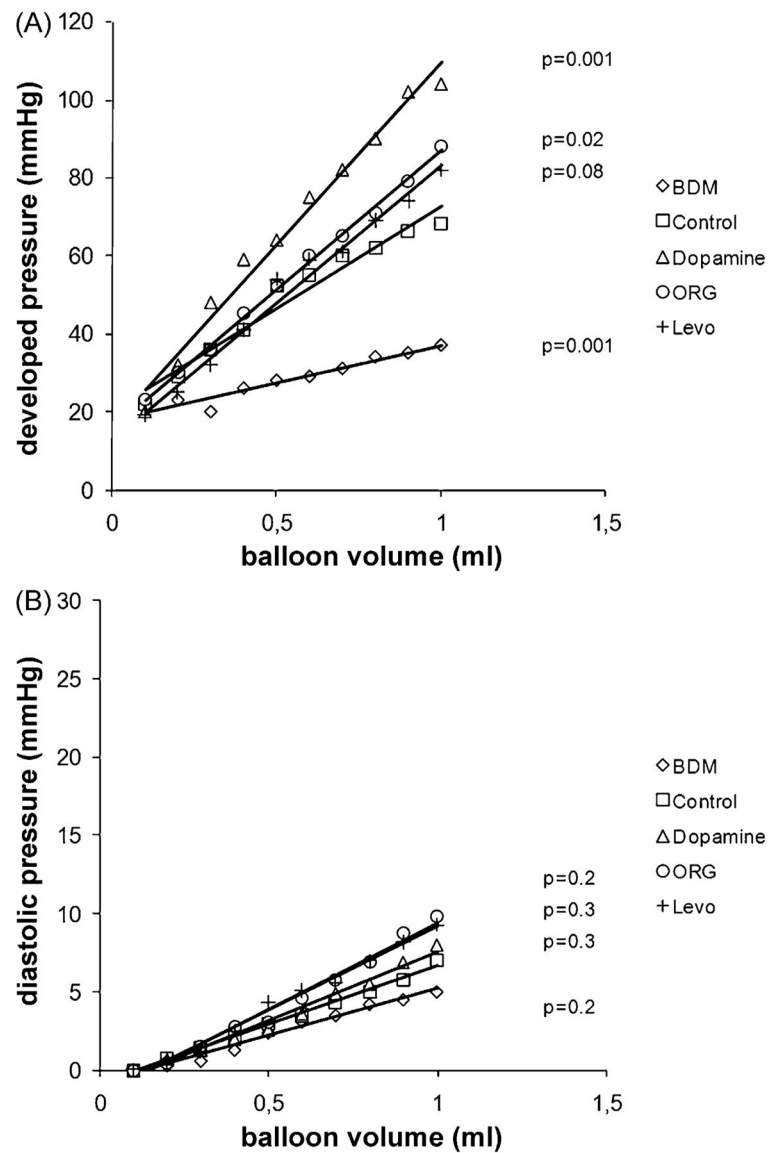 (A)
120
100
80
60
40
20
0
developed pressure (mmHg)
0
0,5
1
1,5
balloon volume (ml)
p=0.001
p=0.02
p=0.08
p=0.001
BDM
Control
Dopamine
ORG
Levo
(B)
30
25
20
15
10
5
0
diastolic pressure (mmHg)
0
0,5
1
1,5
balloon volume (ml)
p=0.2
p=0.3
p=0.3
p=0.2
BDM
Control
Dopamine
ORG
Levo